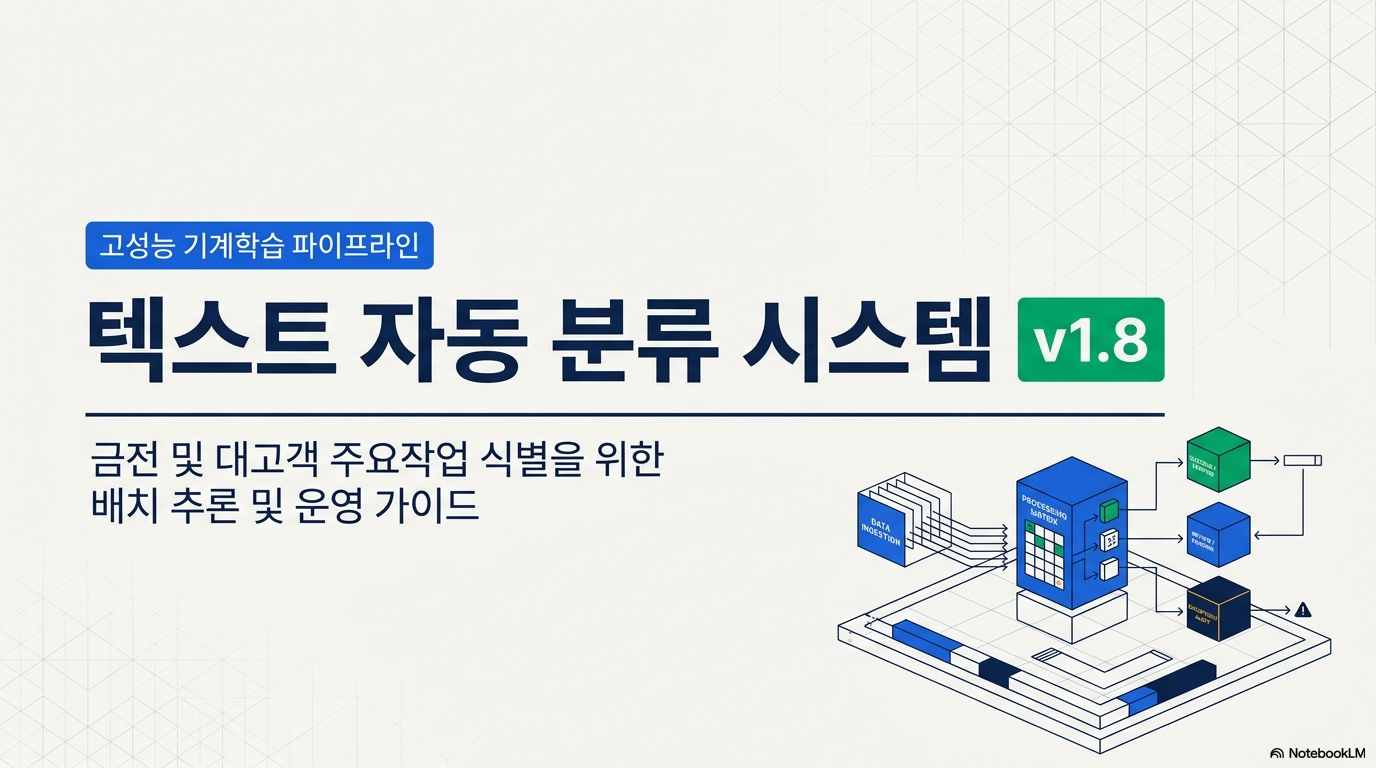 고성능 기계학습 파이프라인
텍스트 자동 분류 시스템 v1.8
금전 및 대고객 주요작업 식별을 위한
배치 추론 및 운영 가이드
DATA
INGESTION
PROCESSING
MATRIX
NotebookLM